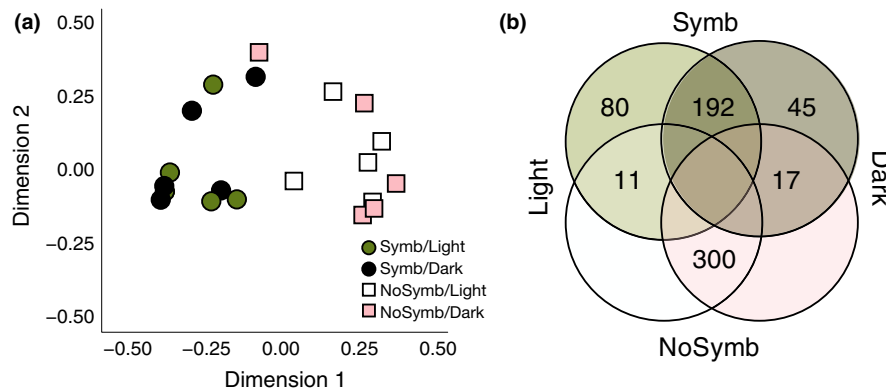 (a)
0.50
0.25
0.00
−0.25
−0.50
Dimension 2
−0.50 −0.25 0.00 0.25 0.50
Dimension 1
Symb/Light
Symb/Dark
NoSymb/Light
NoSymb/Dark
(b)
Symb
80 192 45
Light
Dark
11 17
300
NoSymb